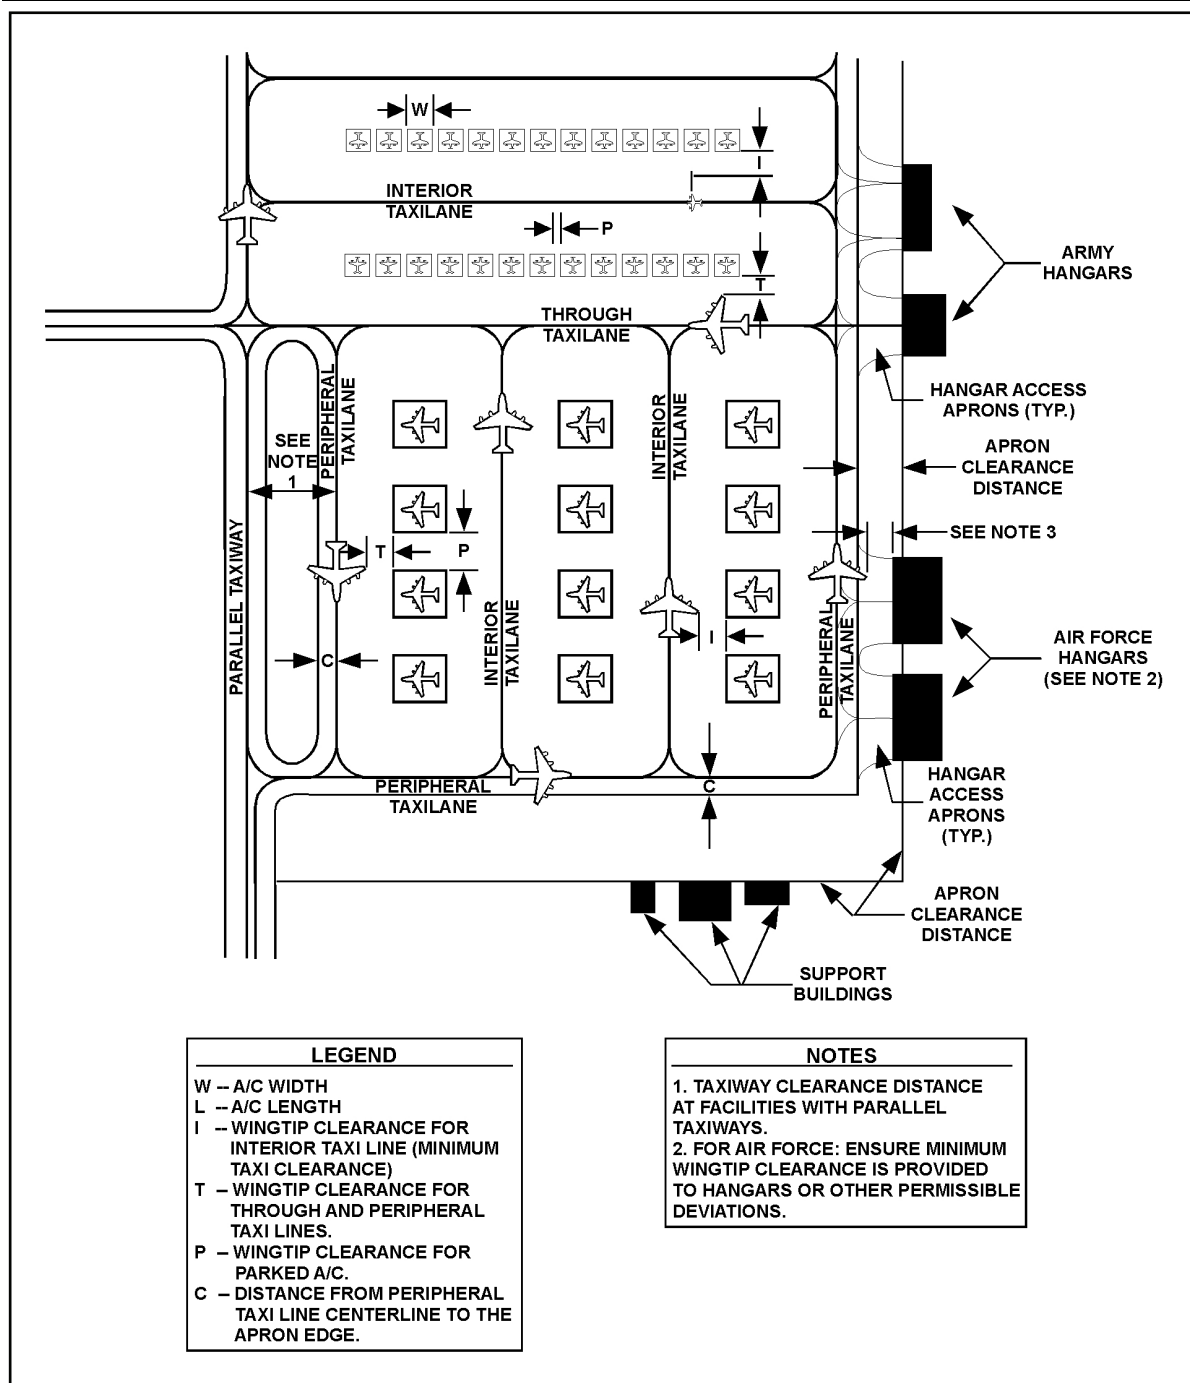 W
I
INTERIOR
TAXILANE
P
ARMY
HANGARS
T
THROUGH
TAXILANE
PERIPHERAL
TAXILANE
HANGAR ACCESS
APRONS (TYP.)
INTERIOR
TAXILANE
SEE
NOTE
1
APRON
CLEARANCE
DISTANCE
SEE NOTE 3
PARALLEL TAXIWAY
T
P
INTERIOR
TAXILANE
I
PERIPHERAL
TAXILANE
AIR FORCE
HANGARS
(SEE NOTE 2)
C
PERIPHERAL
TAXILANE
C
HANGAR
ACCESS
APRONS
(TYP.)
APRON
CLEARANCE
DISTANCE
SUPPORT
BUILDINGS
LEGEND
W -- A/C WIDTH
L -- A/C LENGTH
I -- WINGTIP CLEARANCE FOR
INTERIOR TAXI LINE (MINIMUM
TAXI CLEARANCE)
T – WINGTIP CLEARANCE FOR
THROUGH AND PERIPHERAL
TAXI LINES.
P – WINGTIP CLEARANCE FOR
PARKED A/C.
C – DISTANCE FROM PERIPHERAL
TAXI LINE CENTERLINE TO THE
APRON EDGE.
NOTES
1. TAXIWAY CLEARANCE DISTANCE
AT FACILITIES WITH PARALLEL
TAXIWAYS.
2. FOR AIR FORCE: ENSURE MINIMUM
WINGTIP CLEARANCE IS PROVIDED
TO HANGARS OR OTHER PERMISSIBLE
DEVIATIONS.